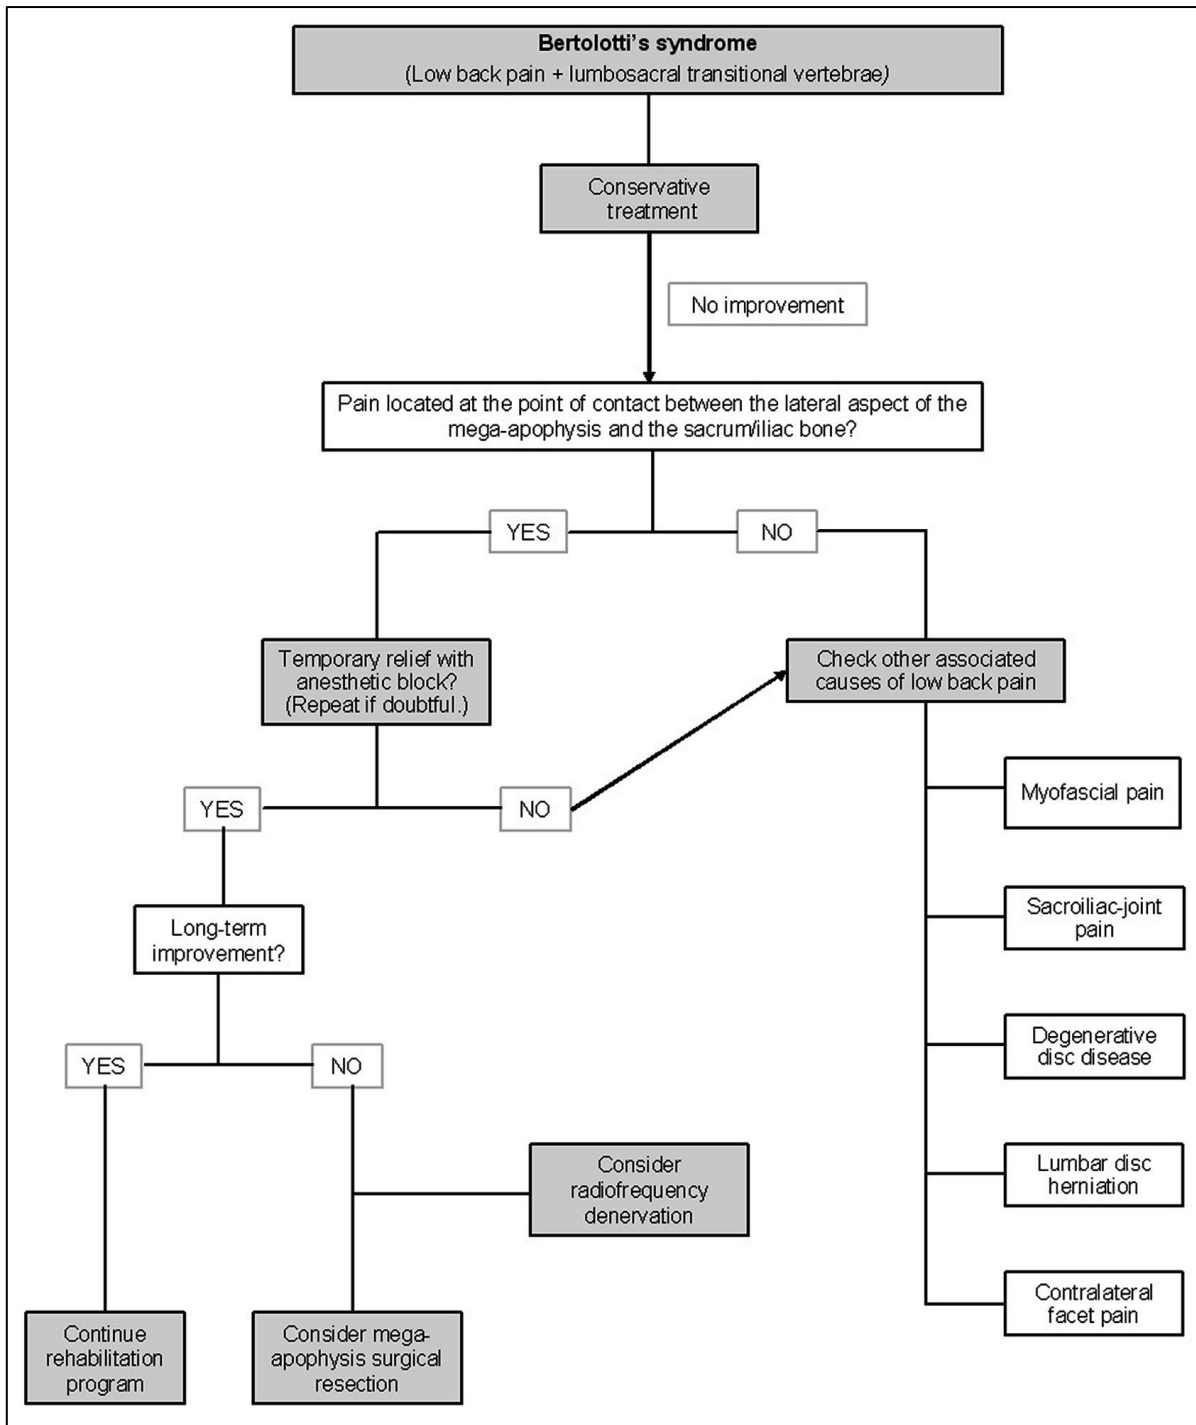 Bertolotti's syndrome
(Low back pain + lumbosacral transitional vertebrae)
Conservative
treatment
No improvement
Pain located at the point of contact between the lateral aspect of the
mega-apophysis and the sacrum/iliac bone?
YES
NO
Temporary relief with
anesthetic block?
(Repeat if doubtful.)
Check other associated
causes of low back pain
YES
NO
Myofascial pain
Long-term
improvement?
Sacroiliac-joint
pain
YES
NO
Degenerative
disc disease
Consider
radiofrequency
denervation
Lumbar disc
herniation
Continue
rehabilitation
program
Consider mega-
apophysis surgical
resection
Contralateral
facet pain